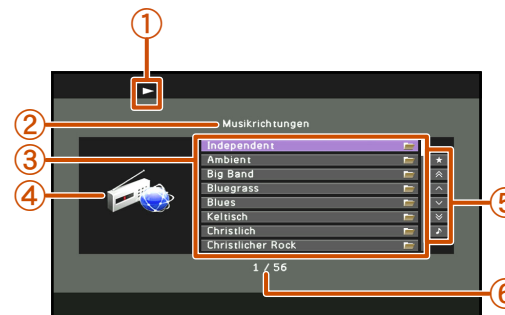 ①
② Musikrichtungen
③ Independent
Ambient
Big Band
④ Bluegrass
Blues
Keltisch
Christlich
Christlicher Rock
⑤
1 / 56
⑥